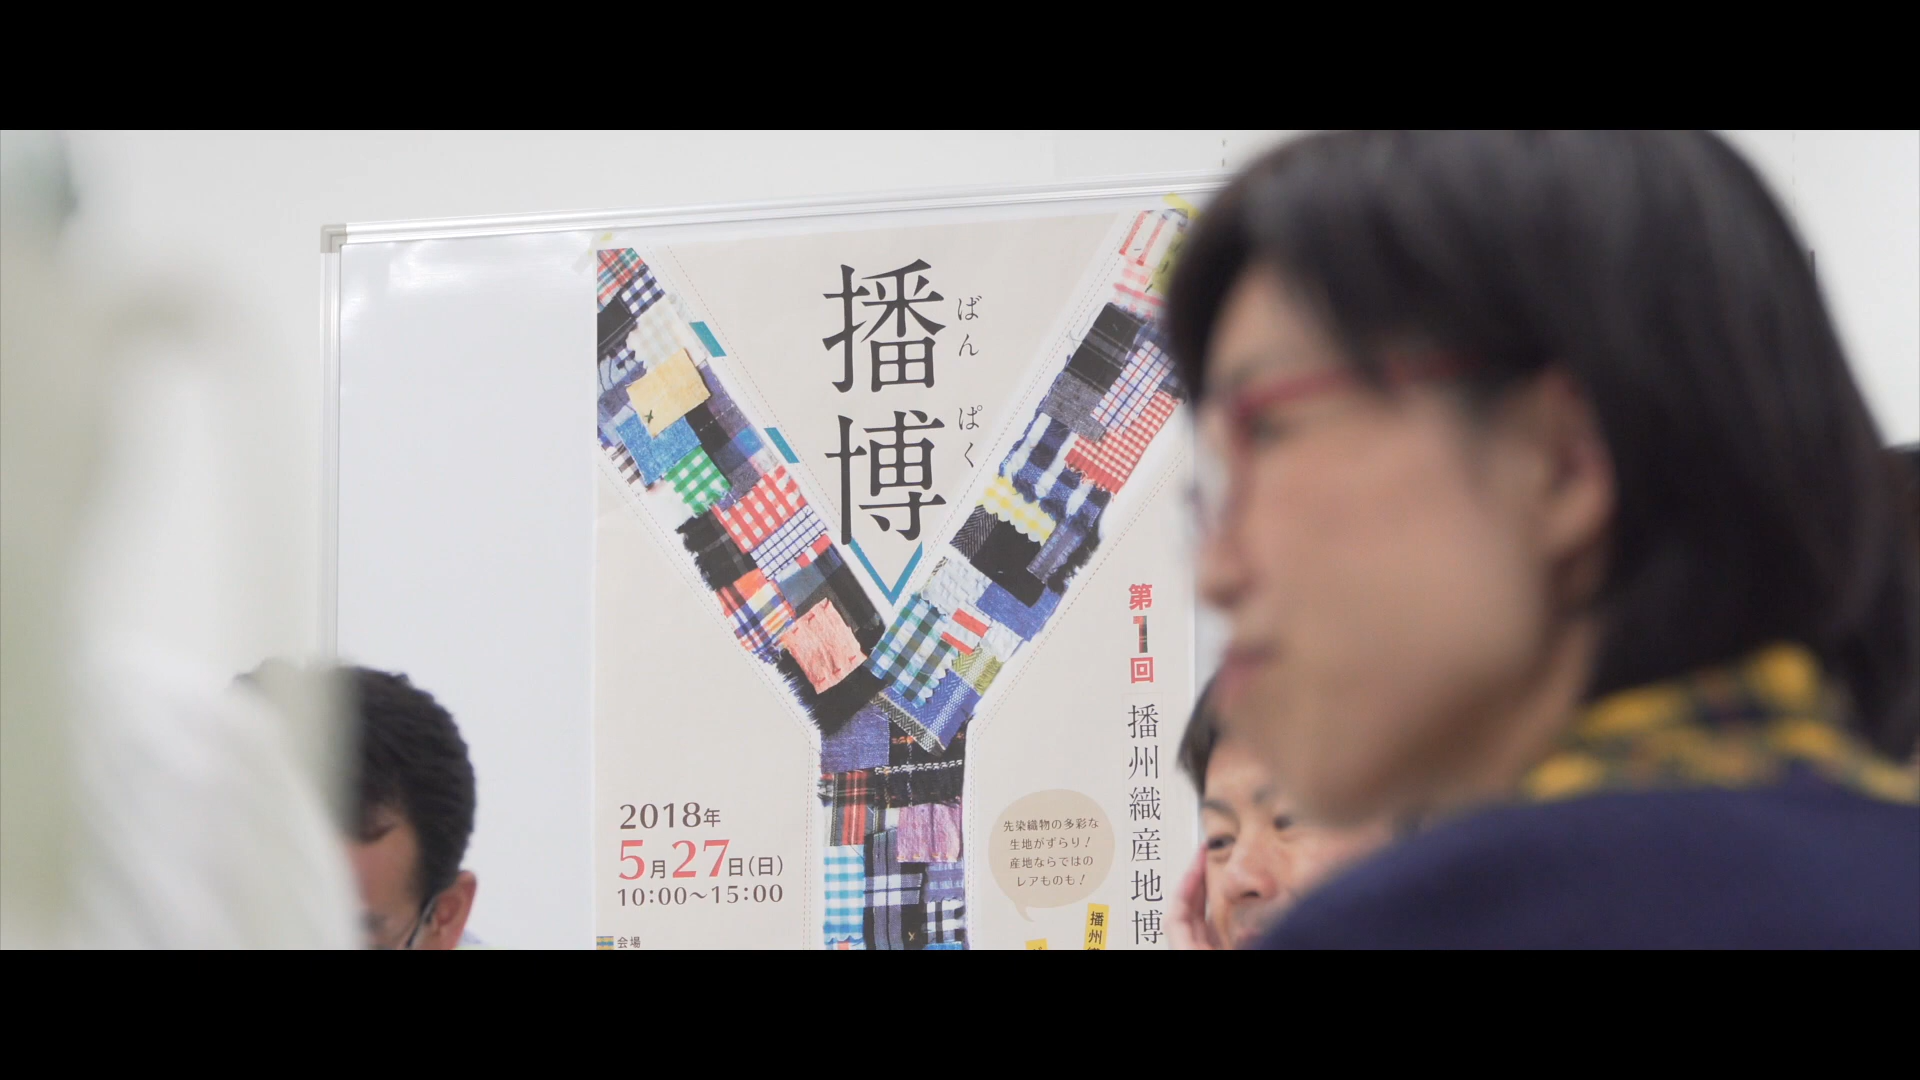 播博
ばんぱく
第1回
播州織産地博
先染織物の多彩な
生地がずらり!
産地ならではの
レアものも!
2018年
5月27日(日)
10:00~15:00
会場
播州